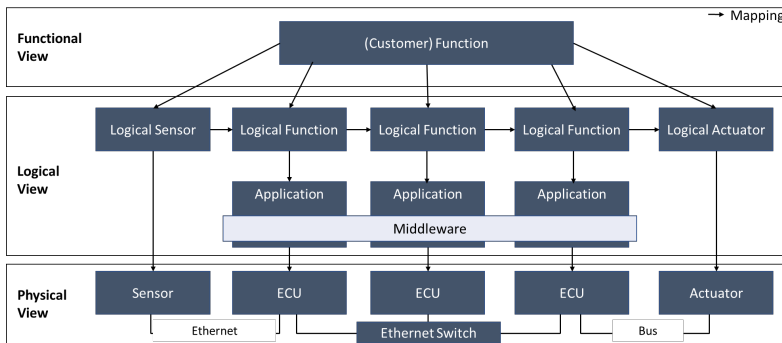 Mapping
Functional
View
(Customer) Function
Logical Sensor
Logical Function
Logical Function
Logical Function
Logical Actuator
Logical
View
Application
Application
Application
Middleware
Physical
View
Sensor
ECU
ECU
ECU
Actuator
Ethernet
Ethernet Switch
Bus